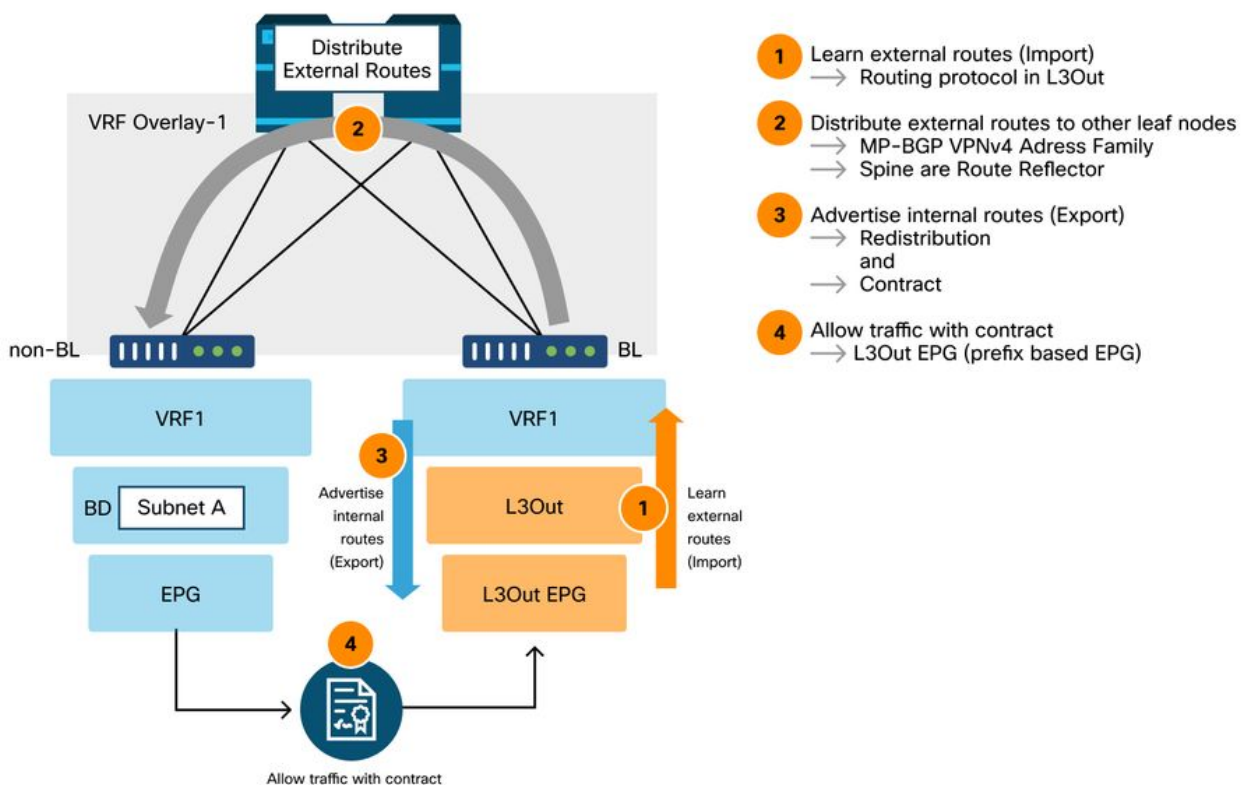 Distribute
External Routes
VRF Overlay-1
2
non-BL
BL
VRF1
VRF1
3
Advertise
internal
routes
(Export)
BD
Subnet A
L3Out
1
Learn
external
routes
(Import)
EPG
L3Out EPG
4
Allow traffic with contract
1
Learn external routes (Import)
Routing protocol in L3Out
2
Distribute external routes to other leaf nodes
MP-BGP VPNv4 Adress Family
Spine are Route Reflector
3
Advertise internal routes (Export)
Redistribution
and
Contract
4
Allow traffic with contract
L3Out EPG (prefix based EPG)